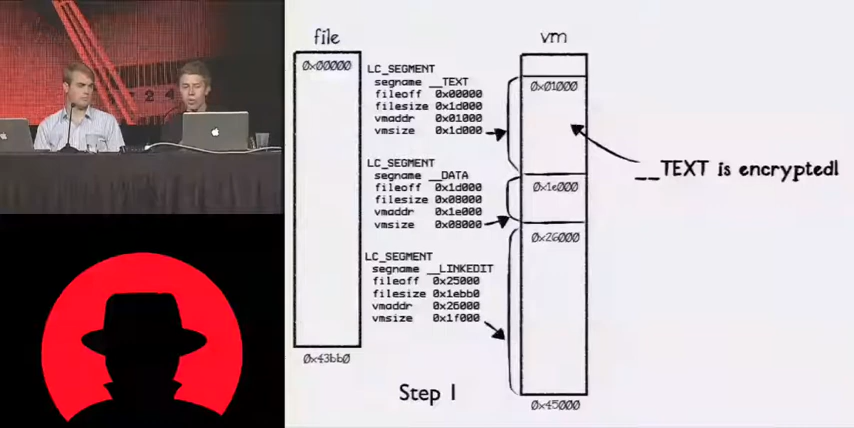 file
0x00000
0x43bb0
LC_SEGMENT
segname __TEXT
fileoff 0x00000
filesize 0x1d000
vmaddr 0x01000
vmsize 0x1d000
LC_SEGMENT
segname __DATA
fileoff 0x1d000
filesize 0x08000
vmaddr 0x1e000
vmsize 0x08000
LC_SEGMENT
segname __LINKEDIT
fileoff 0x25000
filesize 0x1ebb0
vmaddr 0x26000
vmsize 0x1f000
Step 1
vm
0x01000
0x1e000
0x26000
0x45000
__TEXT is encrypted!
2 4